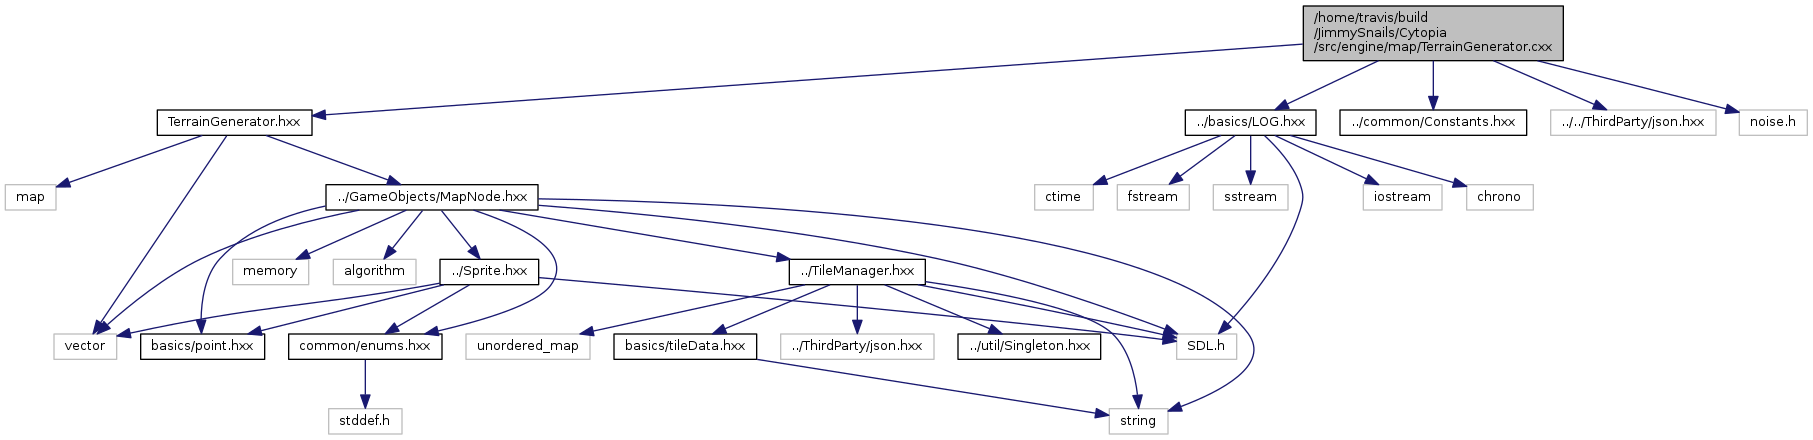 /home/travis/build
/JimmySnails/Cytopia
/src/engine/map/TerrainGenerator.cxx
TerrainGenerator.hxx
../basics/LOG.hxx
../common/Constants.hxx
../../ThirdParty/json.hxx
noise.h
map
../GameObjects/MapNode.hxx
ctime
fstream
sstream
iostream
chrono
memory
algorithm
../Sprite.hxx
../TileManager.hxx
vector
basics/point.hxx
common/enums.hxx
unordered_map
basics/tileData.hxx
../ThirdParty/json.hxx
../util/Singleton.hxx
SDL.h
stddef.h
string